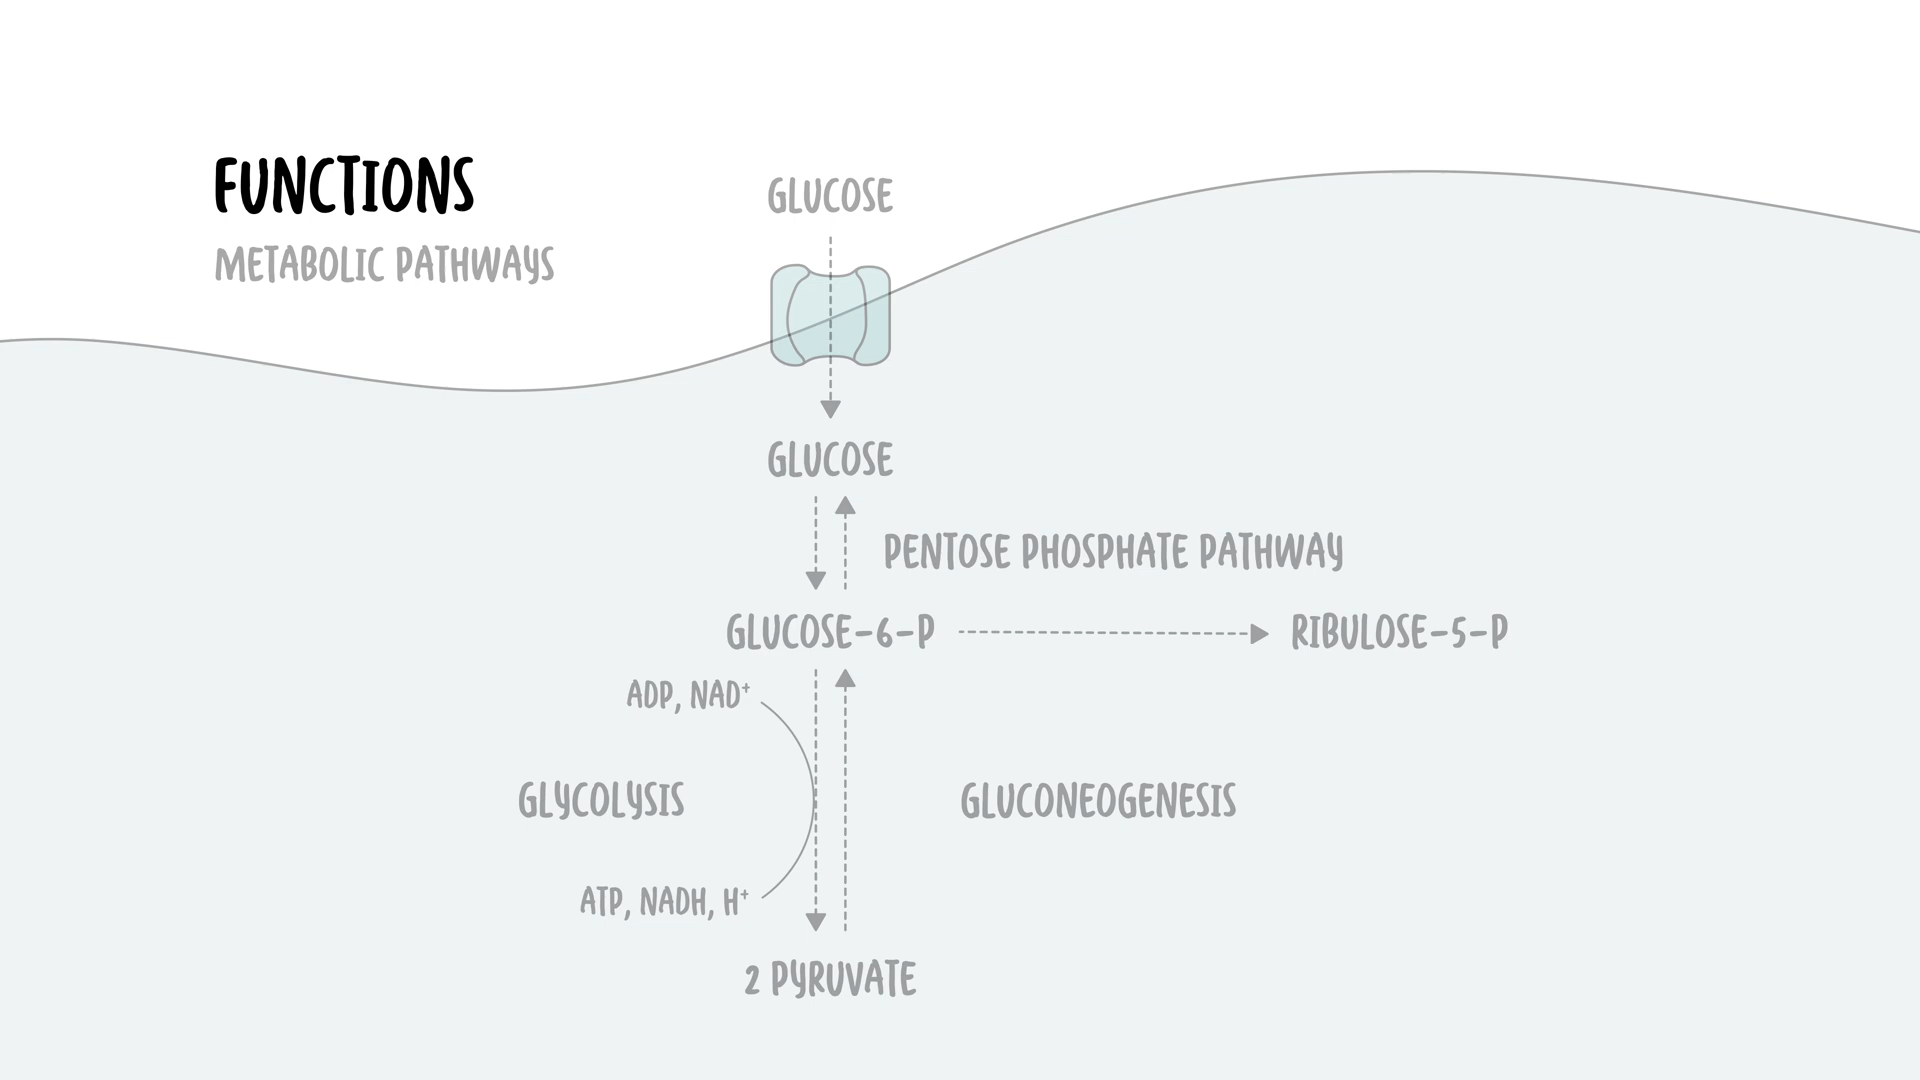 FUNCTIONS
METABOLIC PATHWAYS
GLUCOSE
GLUCOSE
PENTOSE PHOSPHATE PATHWAY
GLUCOSE-6-P
RIBULOSE-5-P
ADP, NAD⁺
GLYCOLYSIS
GLUCONEOGENESIS
ATP, NADH, H⁺
2 PYRUVATE